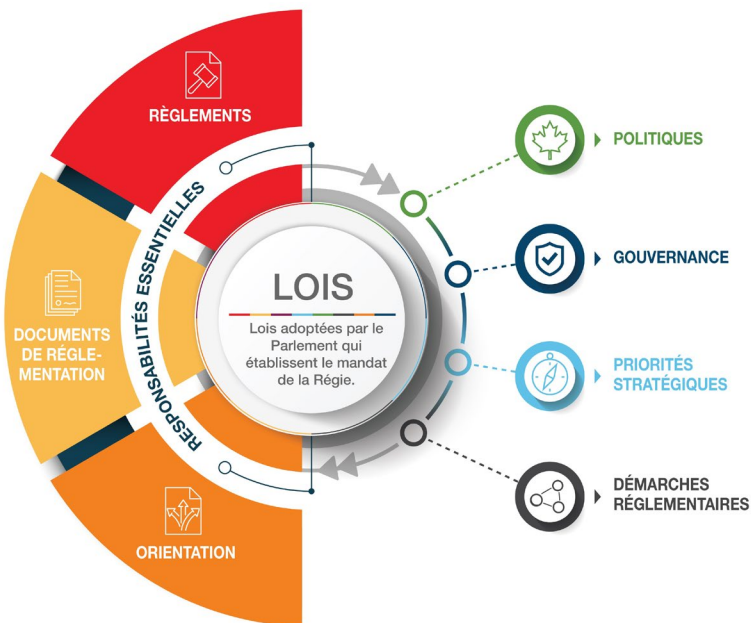 RÈGLEMENTS
RESPONSABILITÉS ESSENTIELLES
DOCUMENTS
DE RÉGLE-
MENTATION
ORIENTATION
LOIS
Lois adoptées par le
Parlement qui
établissent le mandat
de la Régie.
POLITIQUES
GOUVERNANCE
PRIORITÉS
STRATÉGIQUES
DÉMARCHES
RÉGLEMENTAIRES